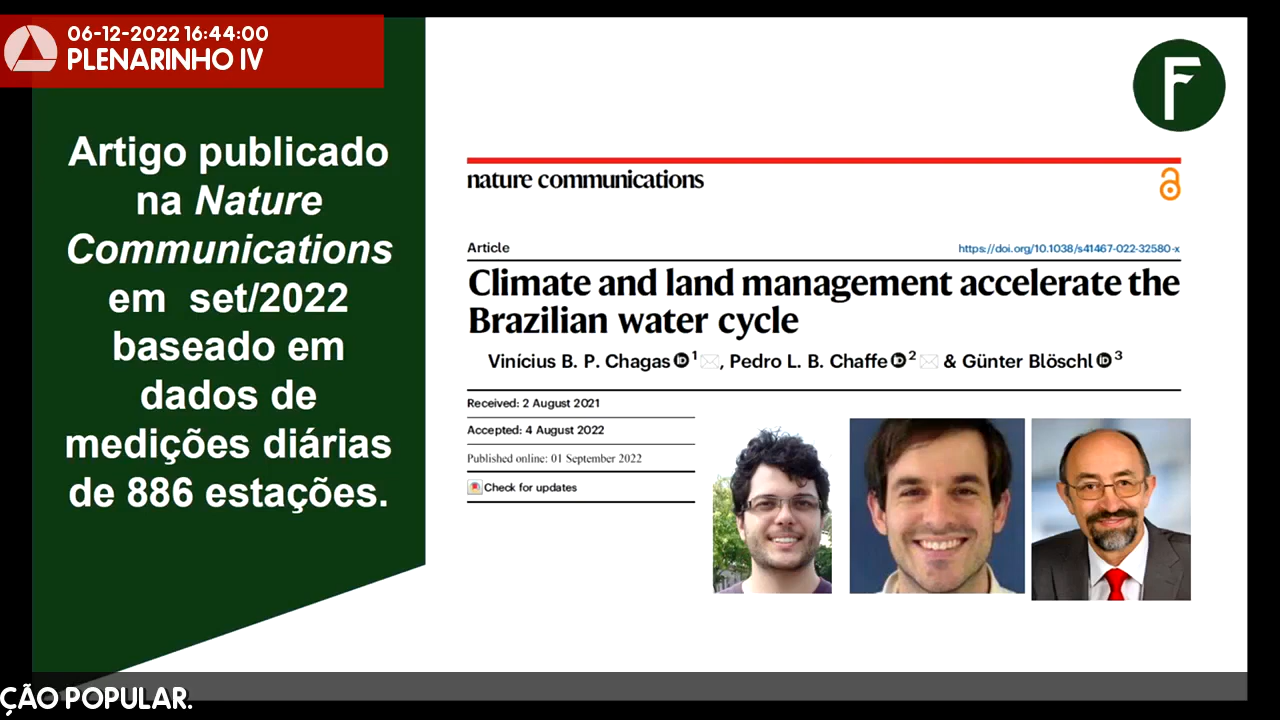 06-12-2022 16:44:00
PLENARINHO IV
F
Artigo publicado
na Nature
Communications
em set/2022
baseado em
dados de
medições diárias
de 886 estações.
nature communications
Article
https://doi.org/10.1038/s41467-022-32580-x
Climate and land management accelerate the
Brazilian water cycle
Vinícius B. P. Chagas iD 1, Pedro L. B. Chaffe iD 2 & Günter Blöschl iD 3
Received: 2 August 2021
Accepted: 4 August 2022
Published online: 01 September 2022
Check for updates
ÇÃO POPULAR.